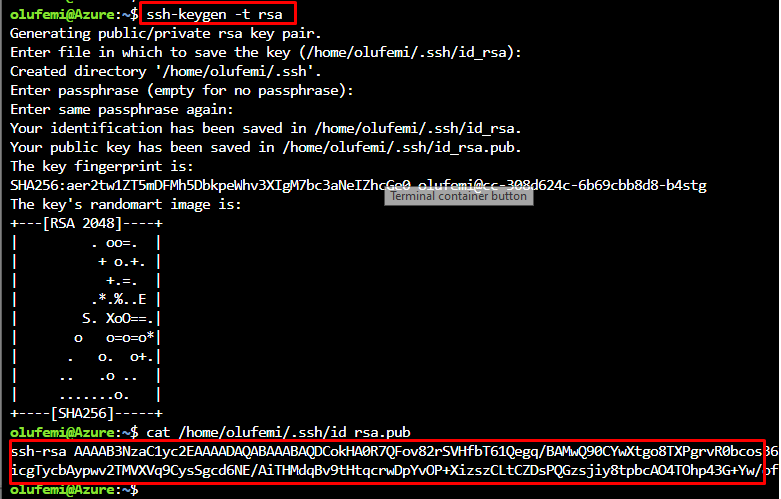 olufemi@Azure:~$ ssh-keygen -t rsa
Generating public/private rsa key pair.
Enter file in which to save the key (/home/olufemi/.ssh/id_rsa):
Created directory '/home/olufemi/.ssh'.
Enter passphrase (empty for no passphrase):
Enter same passphrase again:
Your identification has been saved in /home/olufemi/.ssh/id_rsa.
Your public key has been saved in /home/olufemi/.ssh/id_rsa.pub.
The key fingerprint is:
SHA256:aer2tw1ZT5mDFMh5DbkpeWhv3XIgM7bc3aNeIZhcGe0 olufemi@cc-308d624c-6b69cbb8d8-b4stg
Terminal container button
The key's randomart image is:
+---[RSA 2048]----+
|         . oo=.  |
|          + o.+. |
|           +.=.  |
|         .*.%..E |
|        S. XoO==.|
|       o   o=o=o*|
|      .   o.  o+.|
|     ..   .o ..  |
|     .......o.   |
+----[SHA256]-----+
olufemi@Azure:~$ cat /home/olufemi/.ssh/id rsa.pub
ssh-rsa AAAAB3NzaC1yc2EAAAADAQABAAABAQDCokHA0R7QFov82rSVHfbT61Qegq/BAMwQ90CYwXtgo8TXPgrvR0bcos36
icgTycbAypwv2TMVXVq9CysSgcd6NE/AiTHMdqBv9tHtqcrwDpYvOP+XizszCLtCZDsPQGzsjiy8tpbcAO4TOhp43G+Yw/of
olufemi@Azure:~$